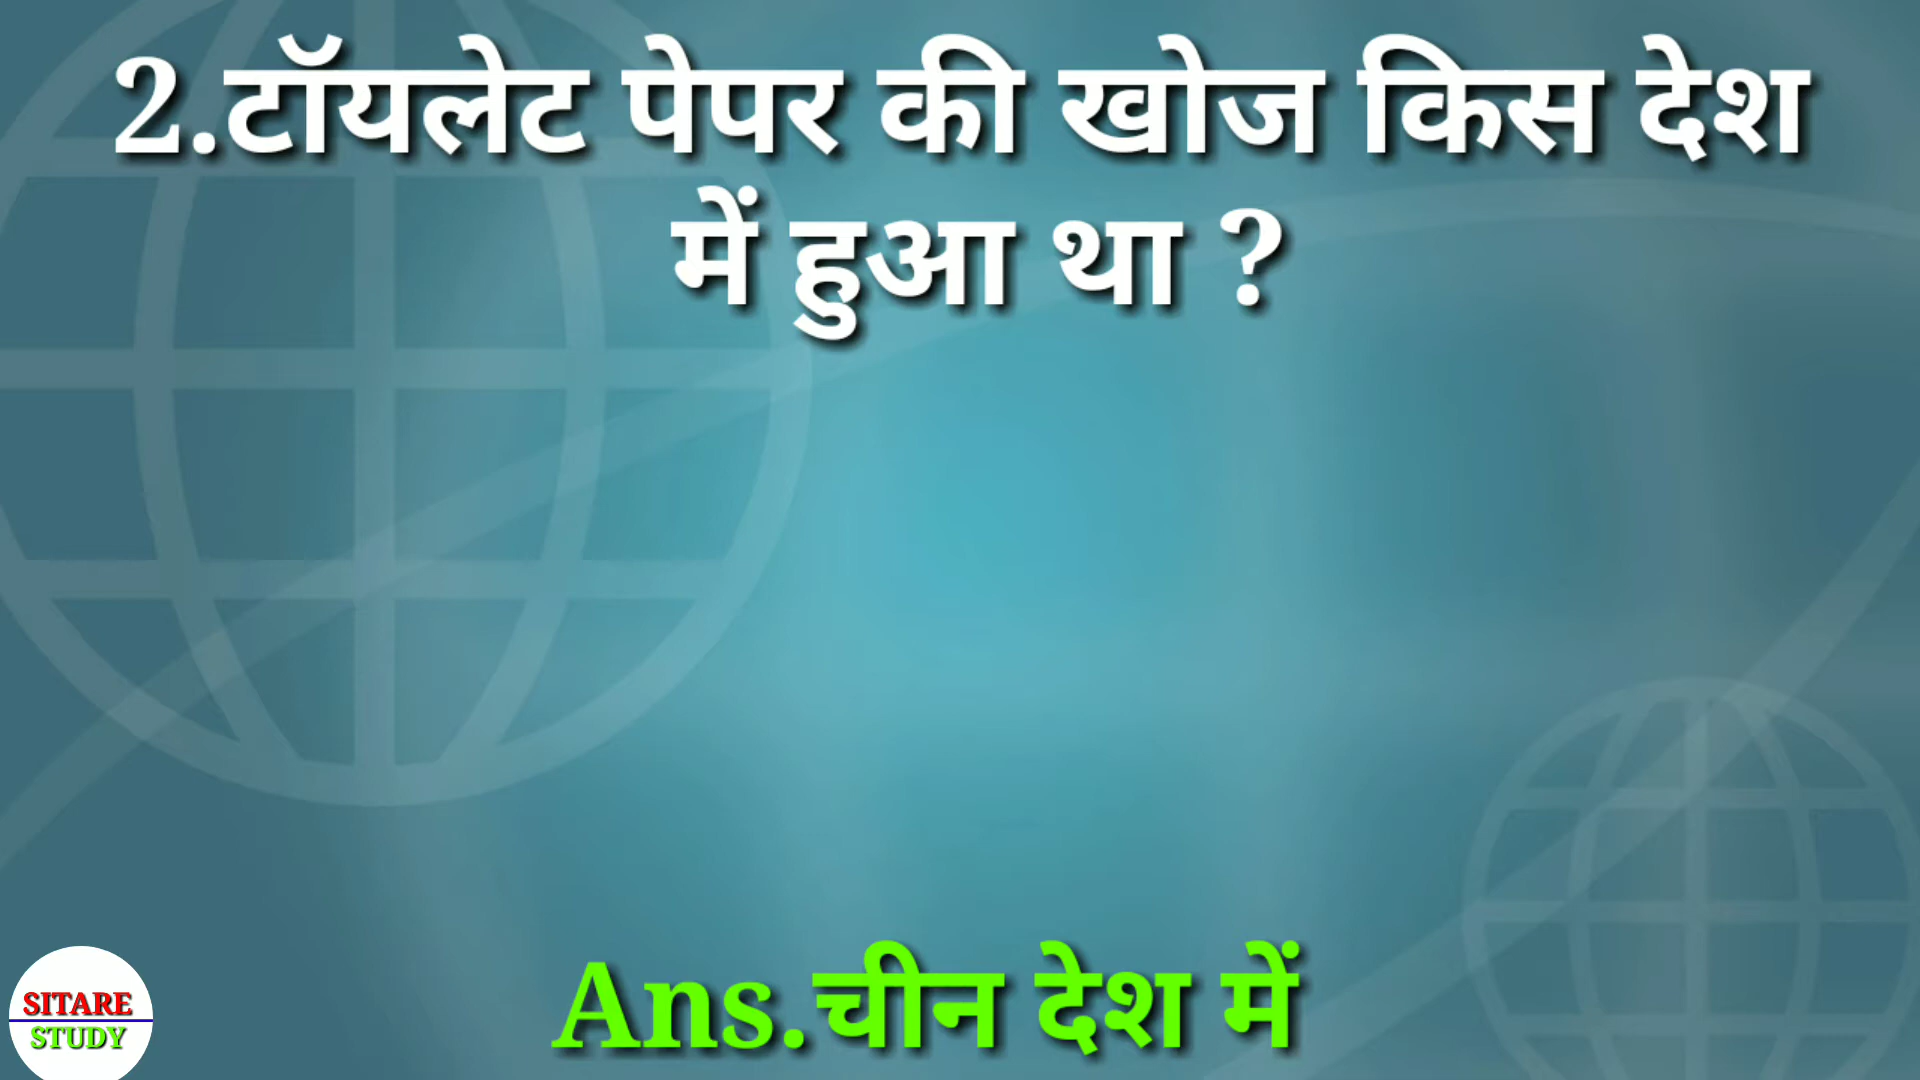 2.टॉयलेट पेपर की खोज किस देश
में हुआ था ?
Ans.चीन देश में
SITARE
STUDY